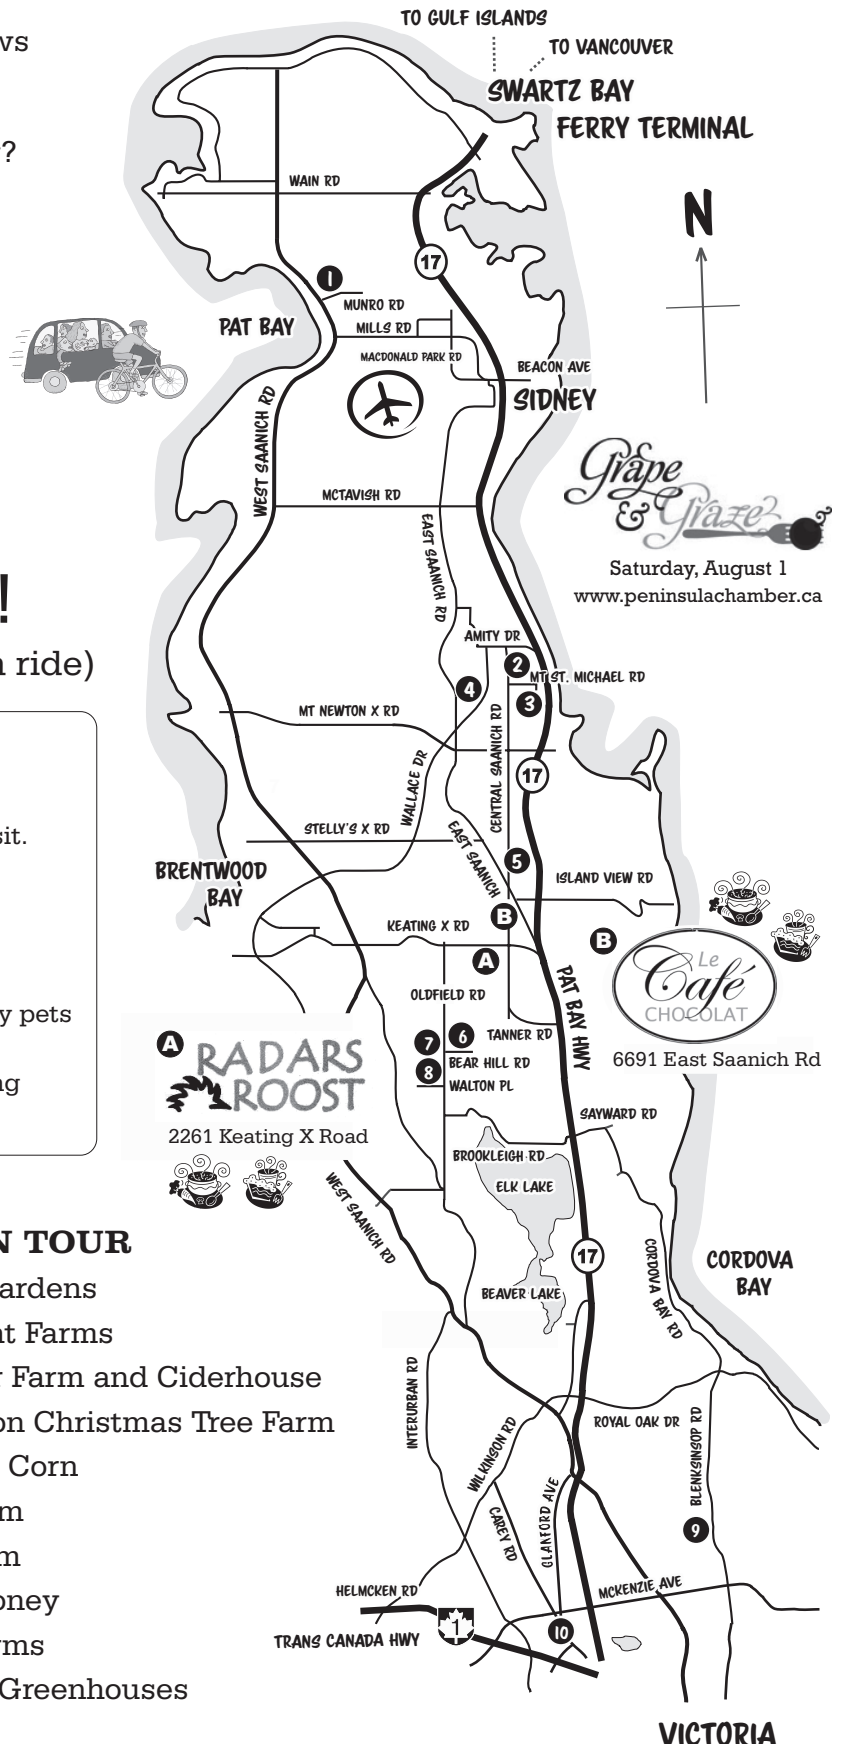 TO GULF ISLANDS
TO VANCOUVER
SWARTZ BAY
FERRY TERMINAL
?
WAIN RD
N
17
1
MUNRO RD
PAT BAY
MILLS RD
MACDONALD PARK RD
BEACON AVE
SIDNEY
WEST SAANICH RD
MCTAVISH RD
Grape
& Graze
Saturday, August 1
www.peninsulachamber.ca
EAST SAANICH RD
!
ride)
AMITY DR
2
MT ST. MICHAEL RD
4
3
MT NEWTON X RD
CENTRAL SAANICH RD
17
WALLACE DR
STELLY'S X RD
EAST SAANICH
5
BRENTWOOD
BAY
ISLAND VIEW RD
B
KEATING X RD
B
A
Le
Café
CHOCOLAT
6691 East Saanich Rd
PAT BAY HWY
OLDFIELD RD
pets
A
RADARS
ROOST
2261 Keating X Road
7
6
TANNER RD
BEAR HILL RD
8
WALTON PL
SAYWARD RD
BROOKLEIGH RD
ELK LAKE
WEST SAANICH RD
17
CORDOVA BAY RD
CORDOVA
BAY
BEAVER LAKE
TOUR
Farms
Farm and Ciderhouse
Christmas Tree Farm
Corn
Greenhouses
INTERURBAN RD
WILKINSON RD
ROYAL OAK DR
BLENKSINSOP RD
CAREY RD
GLANFORD AVE
9
HELMCKEN RD
MCKENZIE AVE
1
TRANS CANADA HWY
10
VICTORIA